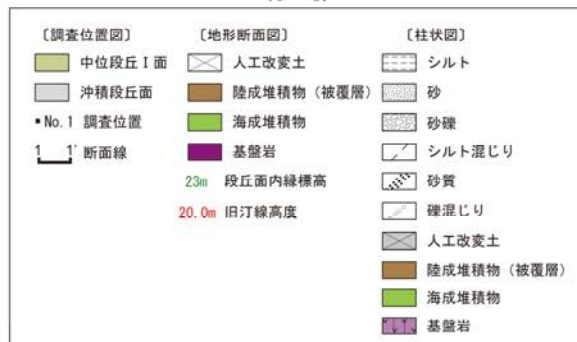 〔調査位置図〕
中位段丘Ⅰ面
沖積段丘面
▪No.1 調査位置
1 1' 断面線
〔地形断面図〕
人工改変土
陸成堆積物（被覆層）
海成堆積物
基盤岩
23m 段丘面内縁標高
20.0m 旧汀線高度
〔柱状図〕
シルト
砂
砂礫
シルト混じり
砂質
礫混じり
人工改変土
陸成堆積物（被覆層）
海成堆積物
基盤岩